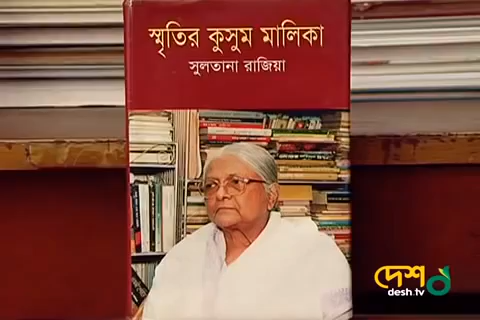 স্মৃতির কুসুম মালিকা
সুলতানা রাজিয়া
দেশ
desh.tv